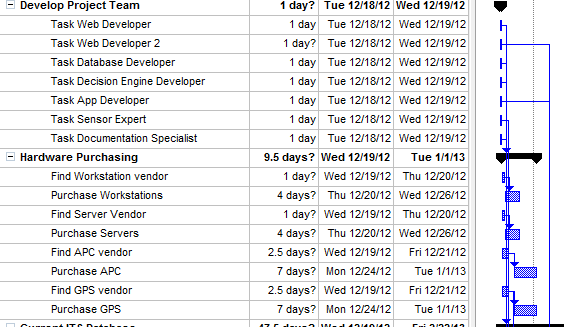 Develop Project Team 1 day? Tue 12/18/12 Wed 12/19/12
Task Web Developer 1 day Tue 12/18/12 Wed 12/19/12
Task Web Developer 2 1 day Tue 12/18/12 Wed 12/19/12
Task Database Developer 1 day Tue 12/18/12 Wed 12/19/12
Task Decision Engine Developer 1 day Tue 12/18/12 Wed 12/19/12
Task App Developer 1 day Tue 12/18/12 Wed 12/19/12
Task Sensor Expert 1 day Tue 12/18/12 Wed 12/19/12
Task Documentation Specialist 1 day Tue 12/18/12 Wed 12/19/12
Hardware Purchasing 9.5 days? Wed 12/19/12 Tue 1/1/13
Find Workstation vendor 1 day? Wed 12/19/12 Thu 12/20/12
Purchase Workstations 4 days? Thu 12/20/12 Wed 12/26/12
Find Server Vendor 1 day? Wed 12/19/12 Thu 12/20/12
Purchase Servers 4 days? Thu 12/20/12 Wed 12/26/12
Find APC vendor 2.5 days? Wed 12/19/12 Fri 12/21/12
Purchase APC 7 days? Mon 12/24/12 Tue 1/1/13
Find GPS vendor 2.5 days? Wed 12/19/12 Fri 12/21/12
Purchase GPS 7 days? Mon 12/24/12 Tue 1/1/13